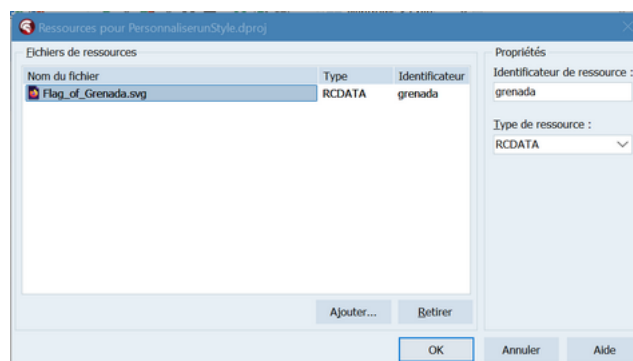 Ressources pour PersonnaliserunStyle.dproj
Fichiers de ressources
Nom du fichier Type Identificateur
Flag_of_Grenada.svg RCDATA grenada
Ajouter... Retirer
Propriétés
Identificateur de ressource :
grenada
Type de ressource :
RCDATA
OK Annuler Aide